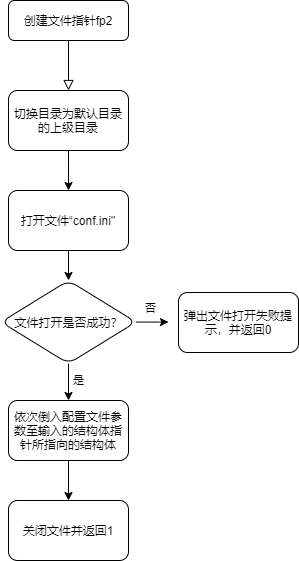 创建文件指针fp2
切换目录为默认目录
的上级目录
打开文件“conf.ini”
文件打开是否成功?
否
弹出文件打开失败提
示，并返回0
是
依次倒入配置文件参
数至输入的结构体指
针所指向的结构体
关闭文件并返回1